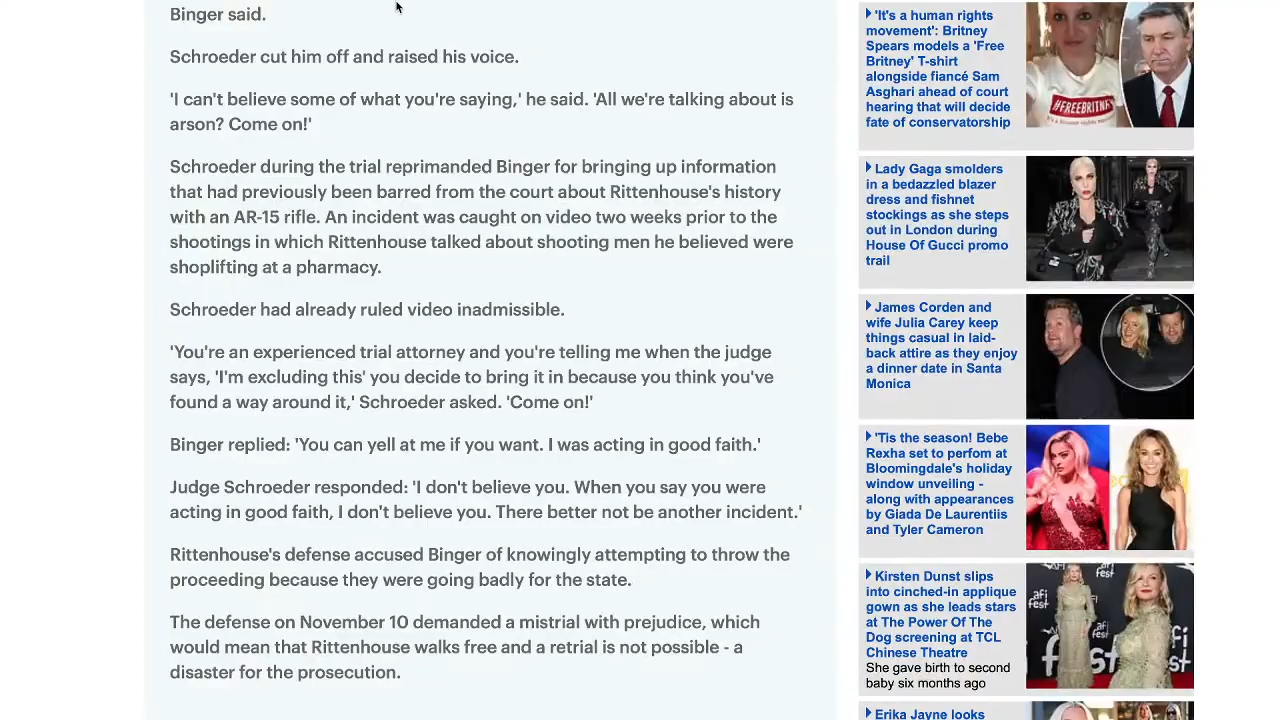 Binger said.
Schroeder cut him off and raised his voice.
'I can't believe some of what you're saying,' he said. 'All we're talking about is
arson? Come on!'
Schroeder during the trial reprimanded Binger for bringing up information
that had previously been barred from the court about Rittenhouse's history
with an AR-15 rifle. An incident was caught on video two weeks prior to the
shootings in which Rittenhouse talked about shooting men he believed were
shoplifting at a pharmacy.
Schroeder had already ruled video inadmissible.
'You're an experienced trial attorney and you're telling me when the judge
says, 'I'm excluding this' you decide to bring it in because you think you've
found a way around it,' Schroeder asked. 'Come on!'
Binger replied: 'You can yell at me if you want. I was acting in good faith.'
Judge Schroeder responded: 'I don't believe you. When you say you were
acting in good faith, I don't believe you. There better not be another incident.'
Rittenhouse's defense accused Binger of knowingly attempting to throw the
proceeding because they were going badly for the state.
The defense on November 10 demanded a mistrial with prejudice, which
would mean that Rittenhouse walks free and a retrial is not possible - a
disaster for the prosecution.
'It's a human rights
movement': Britney
Spears models a 'Free
Britney' T-shirt
alongside fiancé Sam
Asghari ahead of court
hearing that will decide
fate of conservatorship
#FREEBRITNEY
Lady Gaga smolders
in a bedazzled blazer
dress and fishnet
stockings as she steps
out in London during
House Of Gucci promo
trail
James Corden and
wife Julia Carey keep
things casual in laid-
back attire as they enjoy
a dinner date in Santa
Monica
'Tis the season! Bebe
Rexha set to perfom at
Bloomingdale's holiday
window unveiling -
along with appearances
by Giada De Laurentiis
and Tyler Cameron
Kirsten Dunst slips
into cinched-in applique
gown as she leads stars
at The Power Of The
Dog screening at TCL
Chinese Theatre
She gave birth to second
baby six months ago
afi
fest
Erika Jayne looks